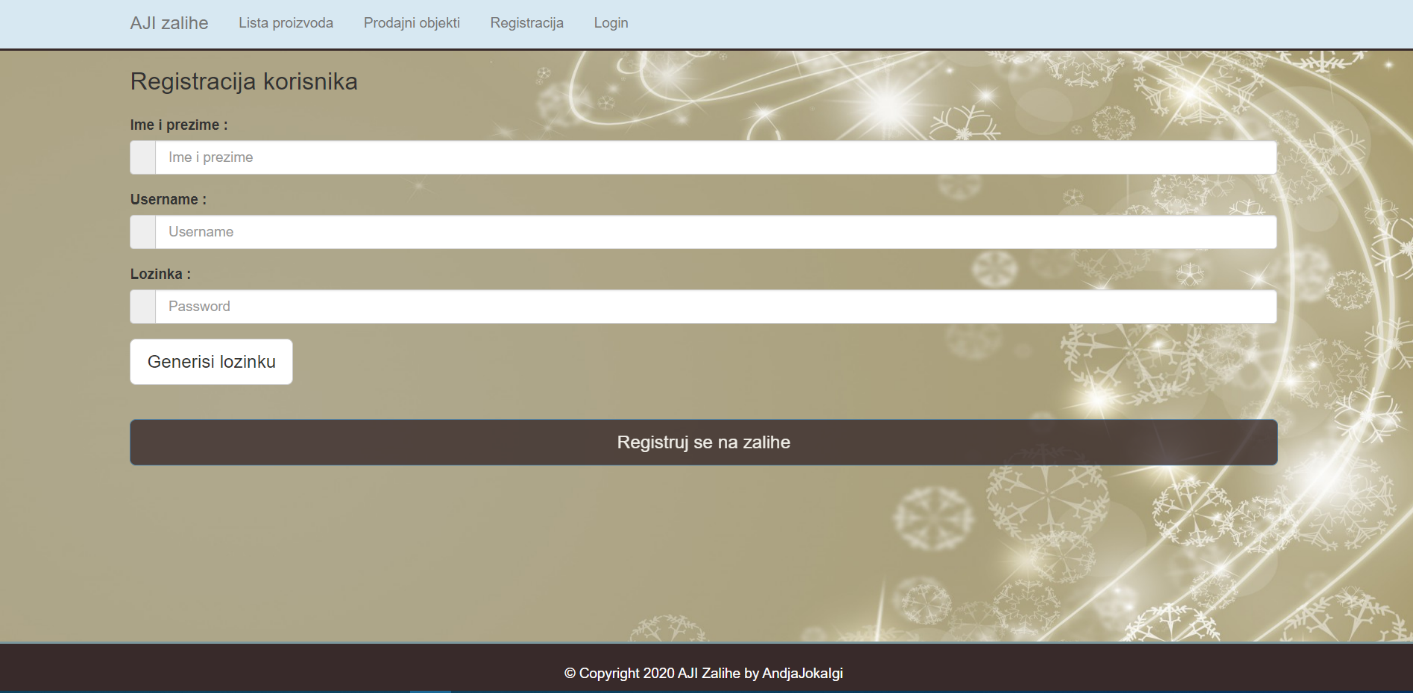 AJI zalihe Lista proizvoda Prodajni objekti Registracija Login
Registracija korisnika
Ime i prezime :
Ime i prezime
Username :
Username
Lozinka :
Password
Generisi lozinku
Registruj se na zalihe
© Copyright 2020 AJI Zalihe by AndjaJokaIgi